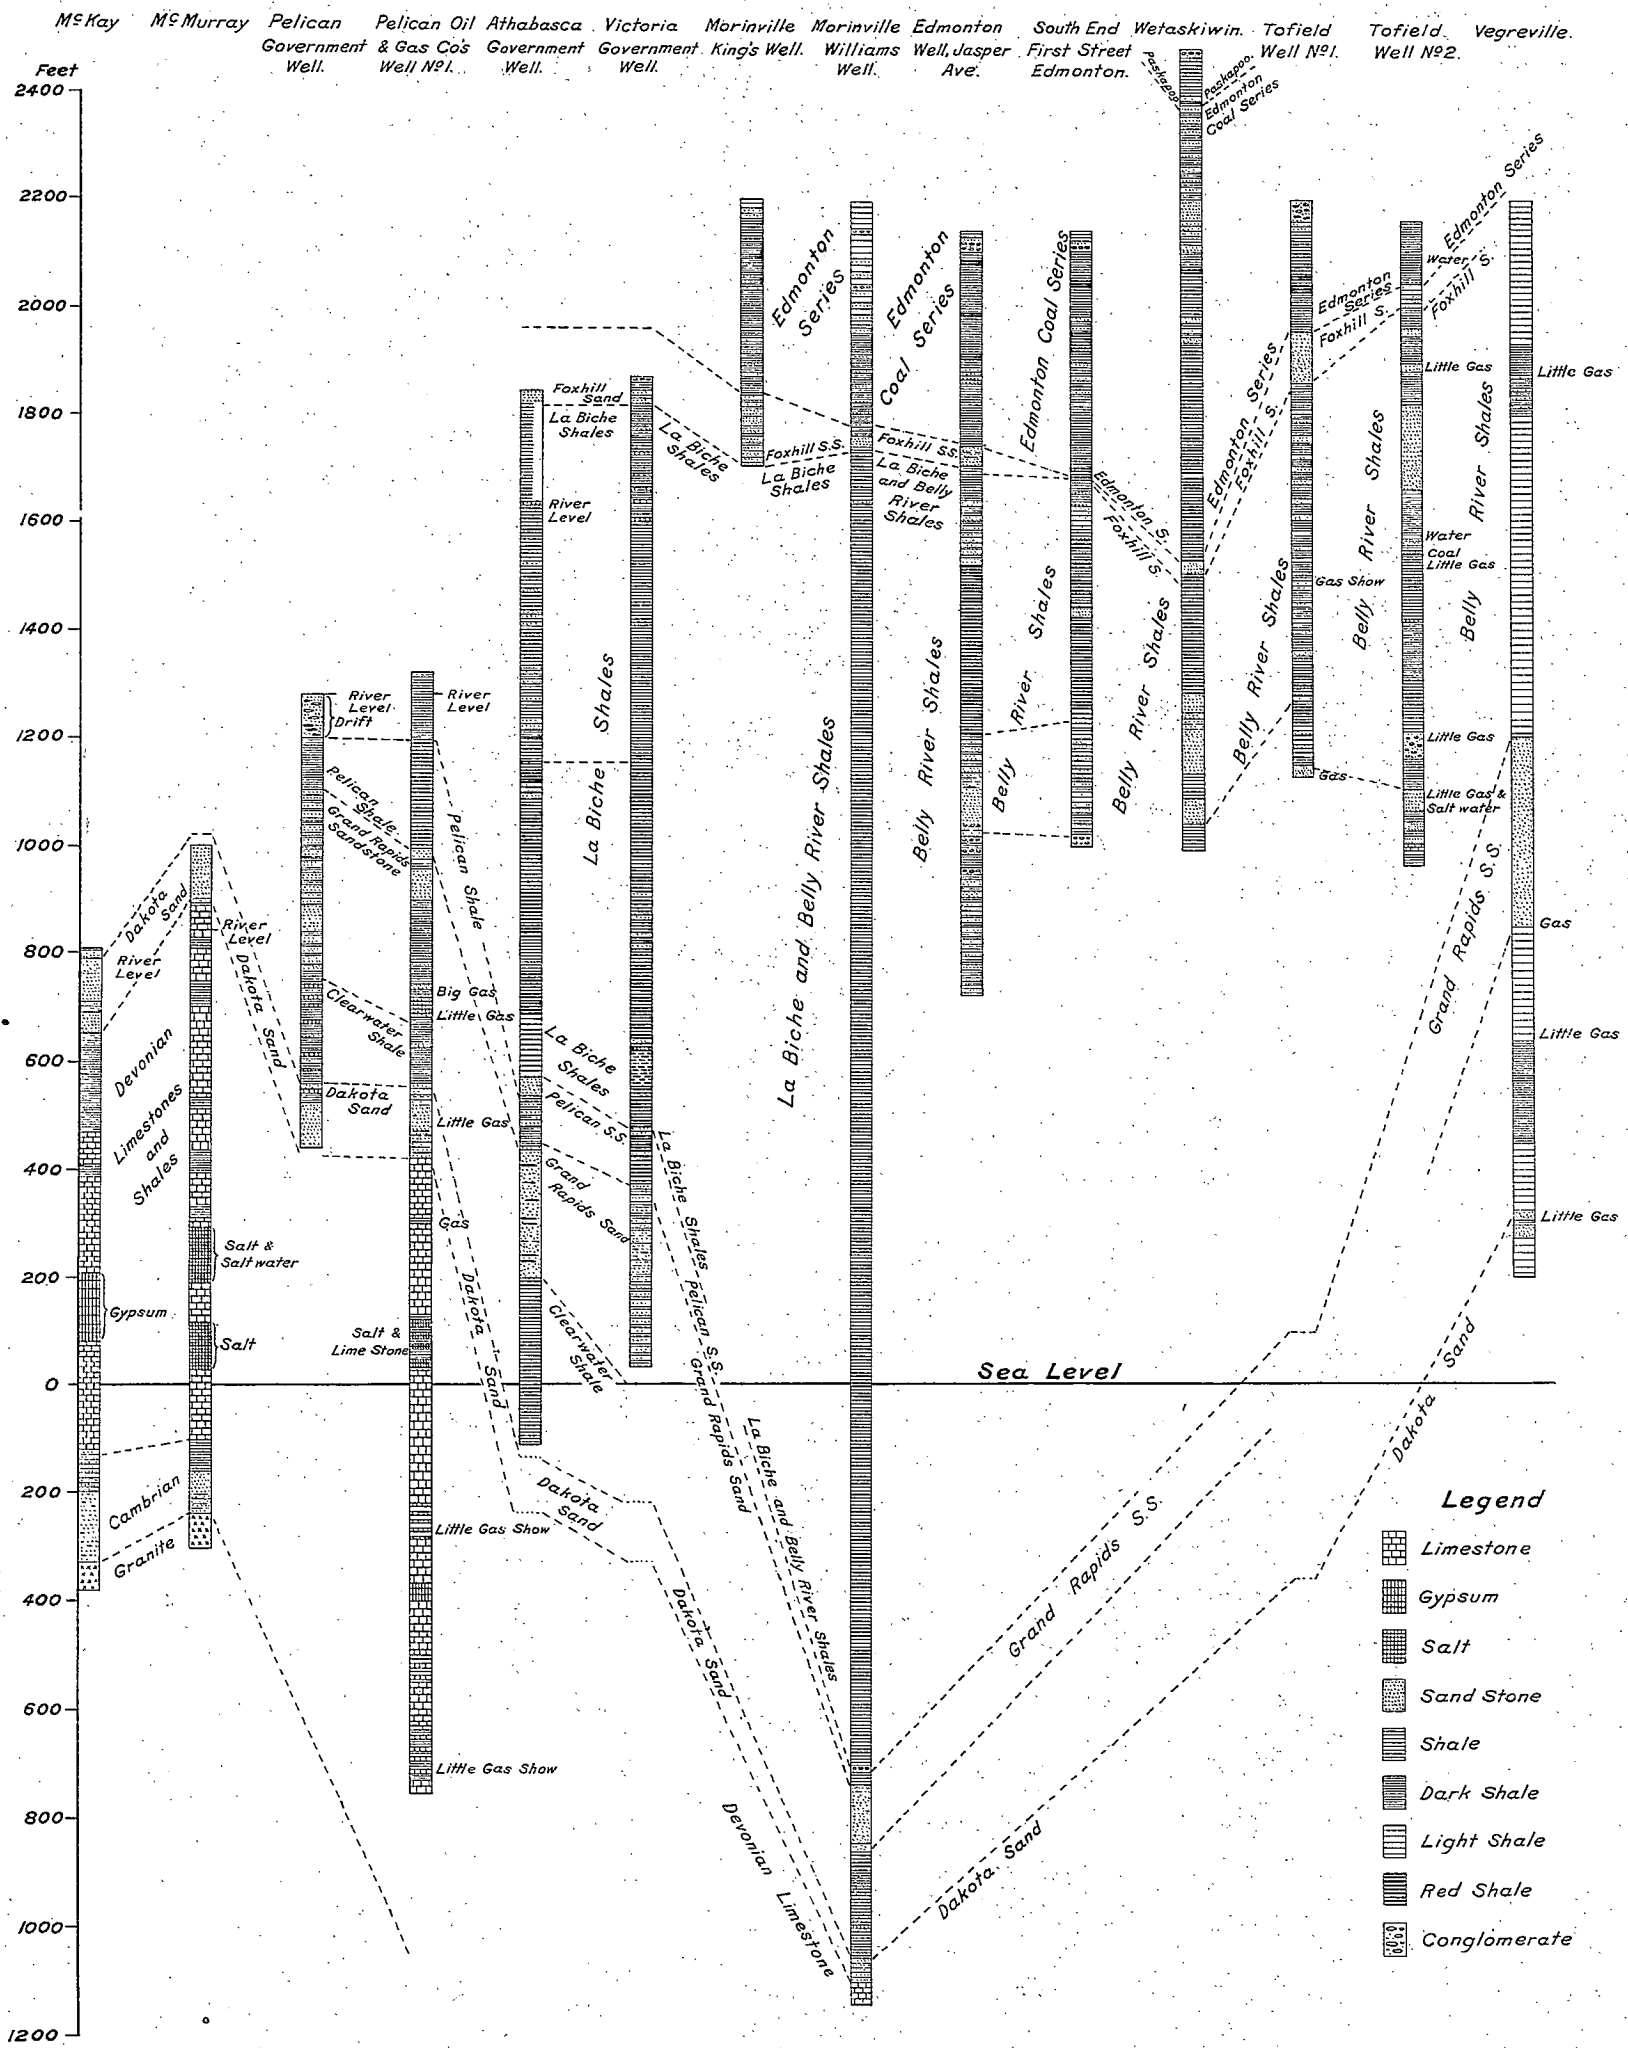 McKay
McMurray
Pelican
Government
Well.
Pelican Oil
& Gas Co's
Well No1.
Athabasca
Government
Well.
Victoria
Government
Well.
Morinville
King's Well.
Morinville
Williams
Well.
Edmonton
Well, Jasper
Ave.
South End
First Street
Edmonton.
Wetaskiwin.
Tofield
Well No1.
Tofield
Well No2.
Vegreville.
Feet
2400
2200
2000
1800
1600
1400
1200
1000
800
600
400
200
0
200
400
600
800
1000
1200
Dakota
Sand
River
Level
Devonian
Limestones
and
Shales
Gypsum
Cambrian
Granite
River
Level
Dakota Sand
Salt &
Salt water
Salt
River
Level
Drift
Pelican
Shale
Grand Rapids
Sandstone
Clearwater
Shale
Dakota
Sand
River
Level
Pelican Shale
Big Gas
Little Gas
Little Gas
Gas
Salt &
Lime Stone
Dakota Sand
Little Gas Show
Little Gas Show
Foxhill
Sand
La Biche
Shales
River
Level
La Biche Shales
La Biche
Shales
Pelican S.S.
Grand
Rapids Sand
Clearwater
Shale
Dakota
Sand
La Biche
Shales
La Biche Shales
Pelican S.S.
Grand Rapids Sand
La Biche and Belly River Shales
Dakota Sand
Devonian Limestone
Edmonton
Series
Foxhill S.S.
La Biche
Shales
La Biche and Belly River Shales
Edmonton
Coal Series
Foxhill S.S.
La Biche
and Belly
River
Shales
Belly River Shales
Edmonton Coal Series
Belly River Shales
Edmonton S.
Foxhill S.
Belly River Shales
Paskapoo
Paskapoo.
Edmonton
Coal Series
Edmonton Series
Foxhill S.
Belly River Shales
Edmonton
Series
Foxhill S.
Gas Show
Gas
Belly River Shales
Water
Edmonton Series
Foxhill S.
Little Gas
Water
Coal
Little Gas
Little Gas
Little Gas &
Salt water
Belly River Shales
Little Gas
Gas
Little Gas
Little Gas
Grand Rapids S.S.
Sea Level
Grand Rapids S.S.
Dakota Sand
Dakota Sand
Legend
Limestone
Gypsum
Salt
Sand Stone
Shale
Dark Shale
Light Shale
Red Shale
Conglomerate